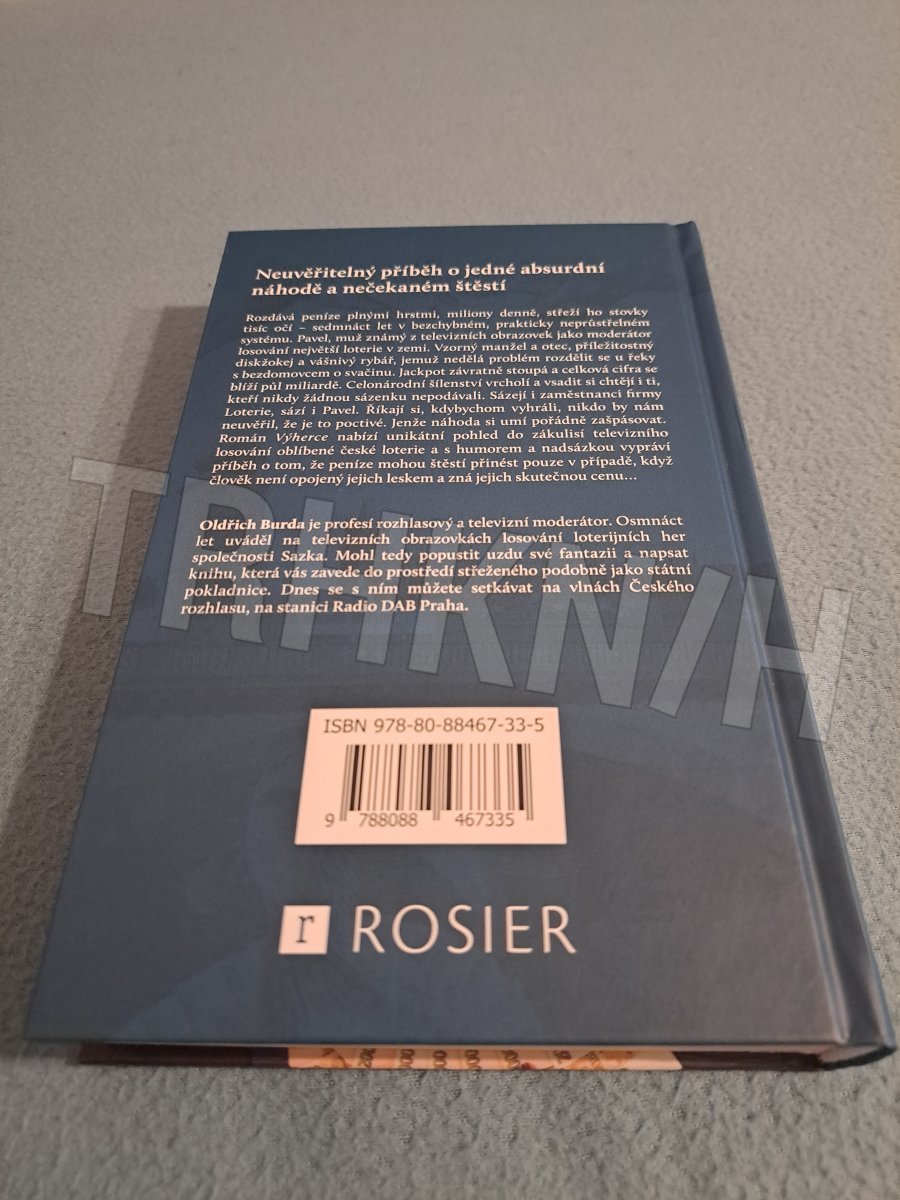 Neuvěřitelný příběh o jedné absurdní
náhodě a nečekaném štěstí
Rozdává peníze plnými hrstmi, miliony denně, střeží ho stovky
tisíc očí – sedmnáct let v bezchybném, prakticky neprůstřelném
systému. Pavel, muž známý z televizních obrazovek jako moderátor
losování největší loterie v zemi. Vzorný manžel a otec, příležitostný
diskžokej a vášnivý rybář, jemuž nedělá problém rozdělit se u řeky
s bezdomovcem o svačinu. Jackpot závratně stoupá a celková cifra se
blíží půl miliardě. Celonárodní šílenství vrcholí a vsadit si chtějí i ti,
kteří nikdy žádnou sázenku nepodávali. Sázejí i zaměstnanci firmy
Loterie, sází i Pavel. Říkají si, kdybychom vyhráli, nikdo by nám
neuvěřil, že je to poctivé. Jenže náhoda si umí pořádně zašpásovat.
Román Výherce nabízí unikátní pohled do zákulisí televizního
losování oblíbené české loterie a s humorem a nadsázkou vypráví
příběh o tom, že peníze mohou štěstí přinést pouze v případě, když
člověk není opojený jejich leskem a zná jejich skutečnou cenu...
Oldřich Burda je profesí rozhlasový a televizní moderátor. Osmnáct
let uváděl na televizních obrazovkách losování loterijních her
společnosti Sazka. Mohl tedy popustit uzdu své fantazii a napsat
knihu, která vás zavede do prostředí střeženého podobně jako státní
pokladnice. Dnes se s ním můžete setkávat na vlnách Českého
rozhlasu, na stanici Radio DAB Praha.
TRHKNIH
ISBN 978-80-88467-33-5
9 788088 467335
r ROSIER